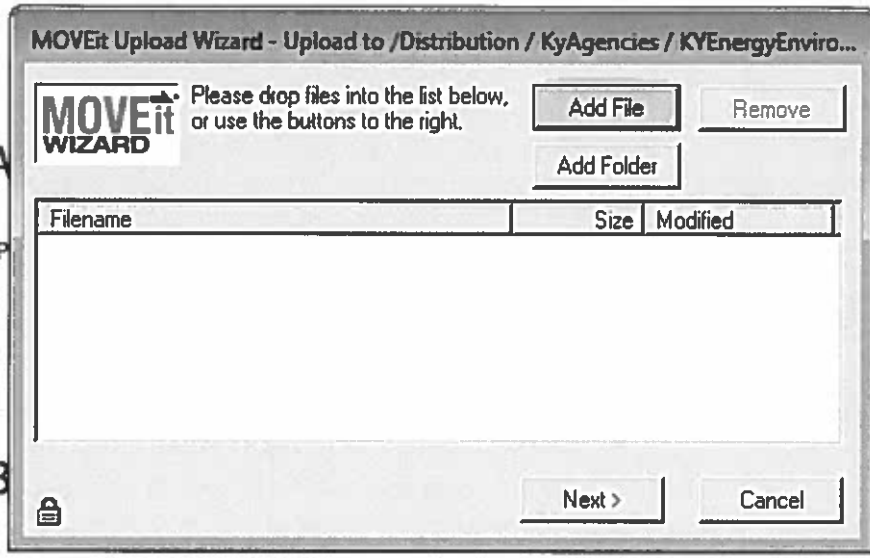 MOVEit Upload Wizard - Upload to /Distribution / KyAgencies / KYEnergyEnviro...
MOVEit
WIZARD
Please drop files into the list below,
or use the buttons to the right.
Add File
Remove
Add Folder
Filename
Size
Modified
Next >
Cancel